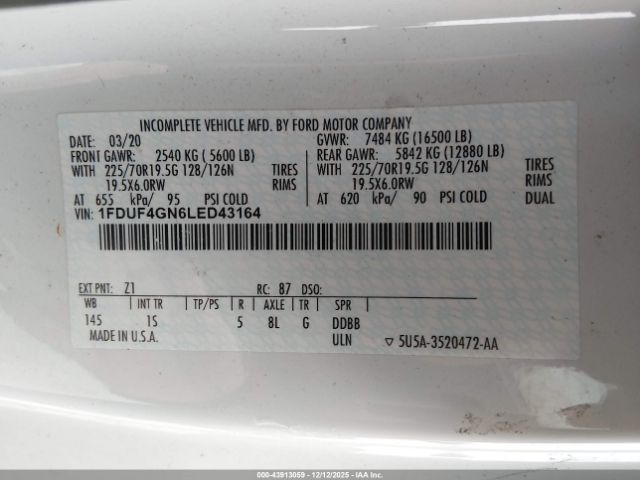 INCOMPLETE VEHICLE MFD. BY FORD MOTOR COMPANY
DATE: 03/20 GVWR: 7484 KG (16500 LB)
FRONT GAWR: 2540 KG ( 5600 LB) REAR GAWR: 5842 KG (12880 LB)
WITH 225/70R19.5G 128/126N TIRES WITH 225/70R19.5G 128/126N TIRES
19.5X6.0RW RIMS 19.5X6.0RW RIMS
AT 655 kPa/ 95 PSI COLD AT 620 kPa/ 90 PSI COLD DUAL
VIN: 1FDUF4GN6LED43164
EXT PNT: Z1 RC: 87 DSO:
WB INT TR TP/PS R AXLE TR SPR
145 1S 5 8L G DDBB
MADE IN U.S.A. ULN ▽ 5U5A-3520472-AA
000-43913059 - 12/12/2025 - IAAI.com